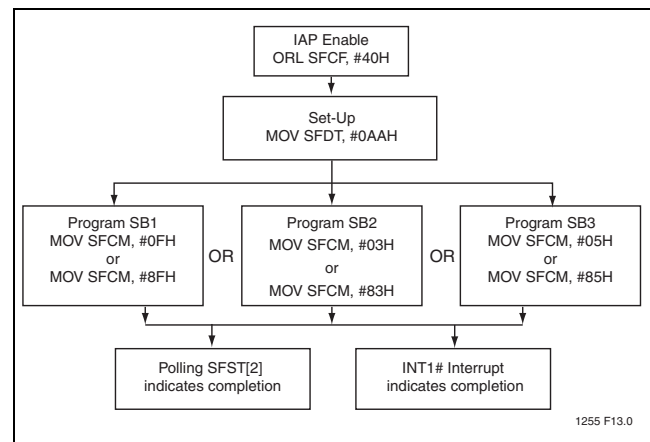 IAP Enable
ORL SFCF, #40H
Set-Up
MOV SFDT, #0AAH
Program SB1
MOV SFCM, #0FH
or
MOV SFCM, #8FH
OR
Program SB2
MOV SFCM, #03H
or
MOV SFCM, #83H
OR
Program SB3
MOV SFCM, #05H
or
MOV SFCM, #85H
Polling SFST[2]
indicates completion
INT1# Interrupt
indicates completion
1255 F13.0